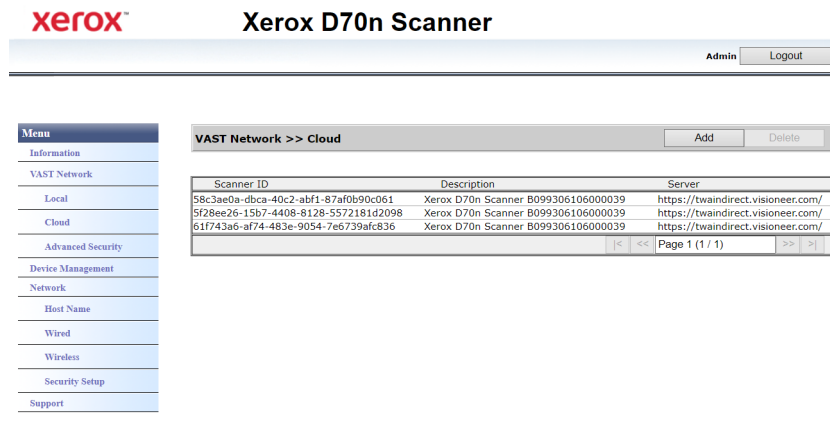 xerox™
Xerox D70n Scanner
Admin Logout
Menu
Information
VAST Network
Local
Cloud
Advanced Security
Device Management
Network
Host Name
Wired
Wireless
Security Setup
Support
VAST Network >> Cloud Add Delete
Scanner ID Description Server
58c3ae0a-dbca-40c2-abf1-87af0b90c061 Xerox D70n Scanner B099306106000039 https://twaindirect.visioneer.com/
5f28ee26-15b7-4408-8128-5572181d2098 Xerox D70n Scanner B099306106000039 https://twaindirect.visioneer.com/
61f743a6-af74-483e-9054-7e6739afc836 Xerox D70n Scanner B099306106000039 https://twaindirect.visioneer.com/
|< << Page 1 (1 / 1) >> >|